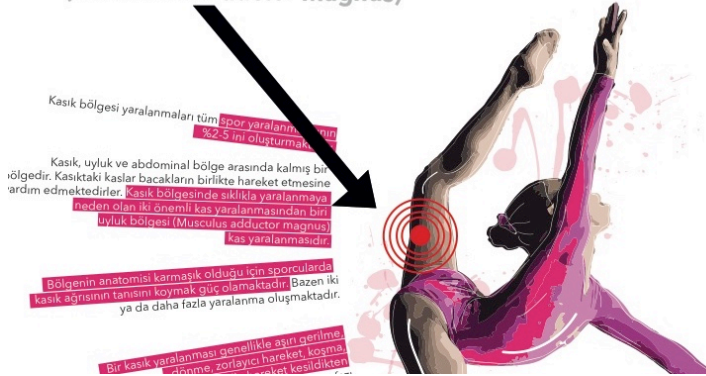 magnus)
Kasık bölgesi yaralanmaları tüm spor
%2-5 ini
Kasık, uyluk ve abdominal bölge arasında kalmış bir
bölgedir. Kasıktaki kaslar bacakların birlikte hareket etmesine
yardım edmektedirler. Kasık bölgesinde sıklıkla yaralanmaya
neden olan iki önemli kas yaralanmasından biri
uyluk bölgesi (Musculus adductor magnus)
kas yaralanmasıdır.
Bölgenin anatomisi karmaşık olduğu için sporcularda
kasık ağrısının tanısını koymak güç olamaktadır. Bazen iki
ya da daha fazla yaralanma oluşmaktadır.
Bir kasık yaralanması genellikle aşırı gerilme,
dönme, zorlayıcı hareket, koşma,
hareket kesildikten